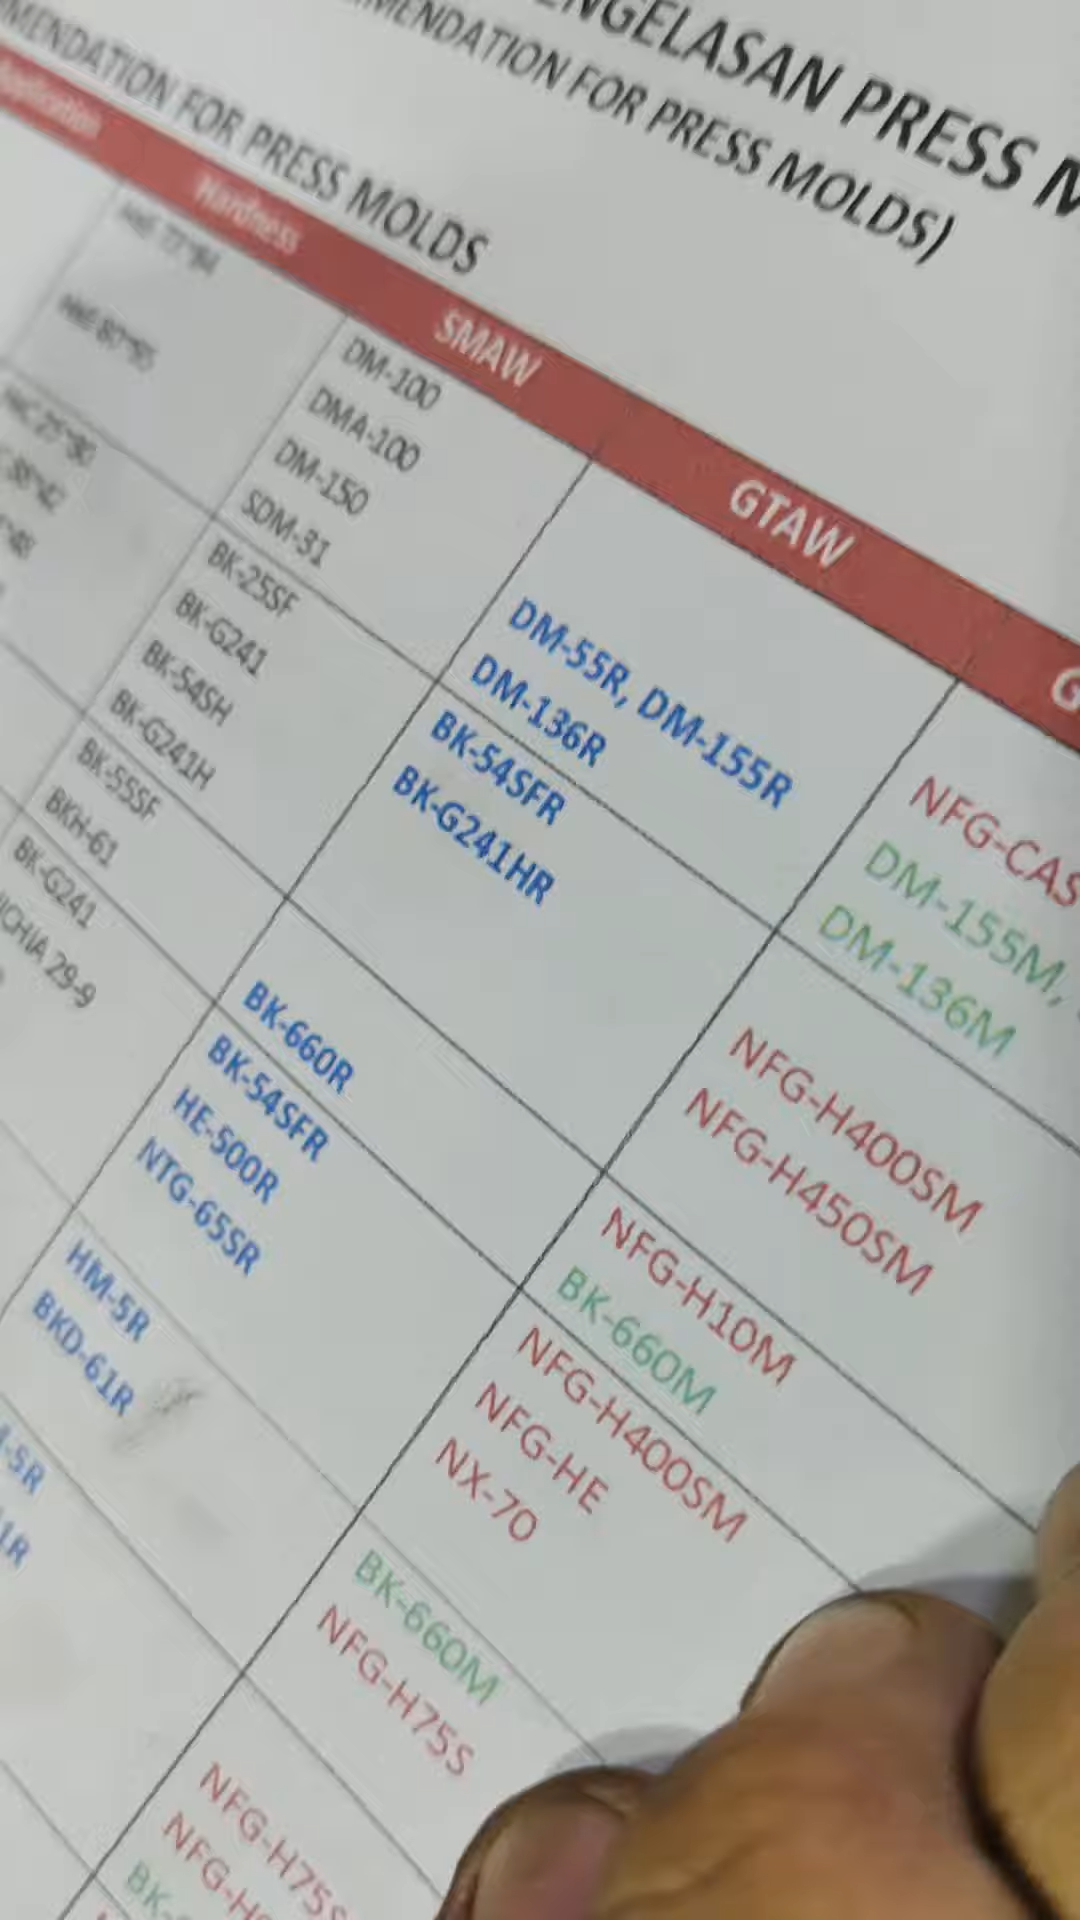 NGELASAN PRESS M
MENDATION FOR PRESS MOLDS)
MENDATION FOR PRESS MOLDS
Application Hardness SMAW GTAW G
DM-100
DMA-100
DM-150
SDM-31
DM-55R, DM-155R
DM-136R
NFG-CAS
DM-155M,
DM-136M
BK-25SF
BK-G241
BK-54SH
BK-G241H
BK-54SFR
BK-G241HR
NFG-H400SM
NFG-H450SM
BK-55SF
BKH-61
BK-660R
NFG-H10M
BK-660M
BK-G241
ICHIA 29-9
BK-54SFR
HE-500R
NTG-65SR
NFG-H400SM
NFG-HE
NX-70
HM-5R
BKD-61R
BK-660M
NFG-H75S
-5R
1R
NFG-H75S
NFG-H
BK-